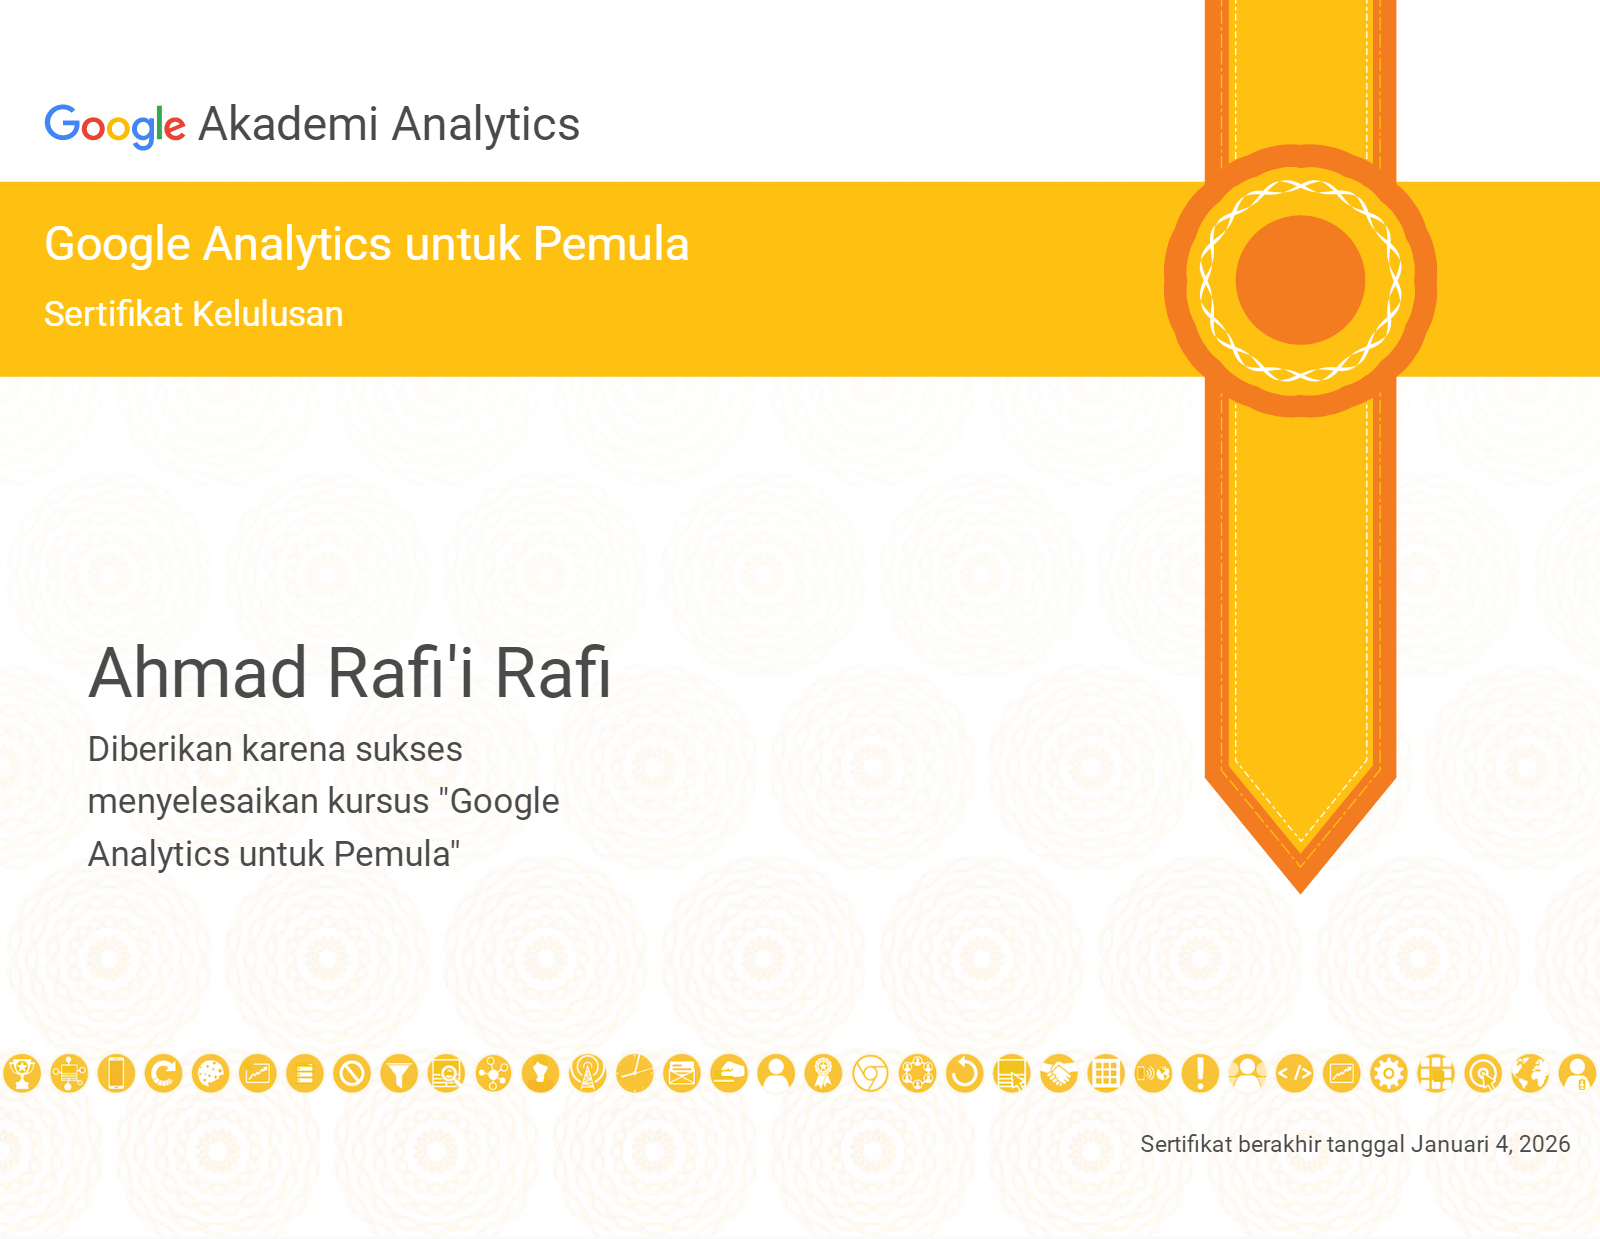 Google Akademi Analytics
Google Analytics untuk Pemula
Sertifikat Kelulusan
Ahmad Rafi'i Rafi
Diberikan karena sukses
menyelesaikan kursus "Google
Analytics untuk Pemula"
Sertifikat berakhir tanggal Januari 4, 2026